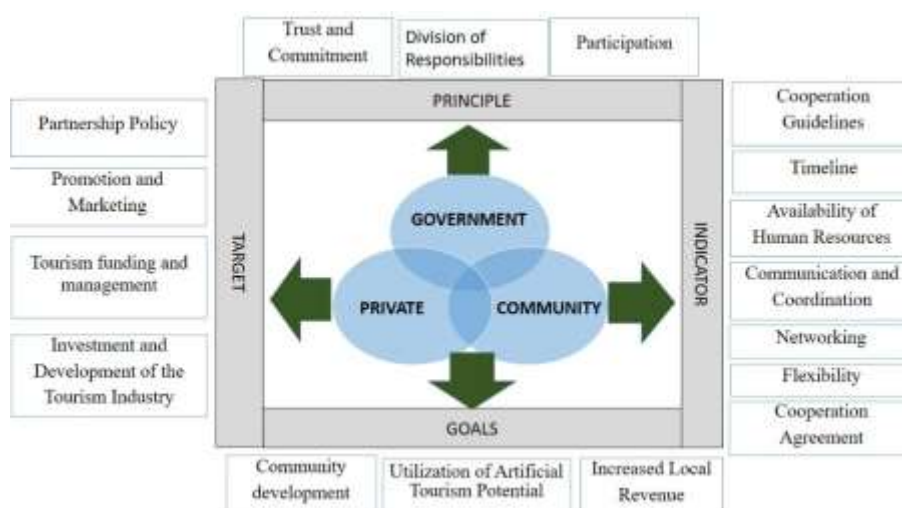 Trust and
Commitment
Division of
Responsibilities
Participation
PRINCIPLE
Partnership Policy
Promotion and
Marketing
Tourism funding and
management
Investment and
Development of the
Tourism Industry
TARGET
GOVERNMENT
PRIVATE
COMMUNITY
INDICATOR
Cooperation
Guidelines
Timeline
Availability of
Human Resources
Communication and
Coordination
Networking
Flexibility
Cooperation
Agreement
GOALS
Community
development
Utilization of Artificial
Tourism Potential
Increased Local
Revenue